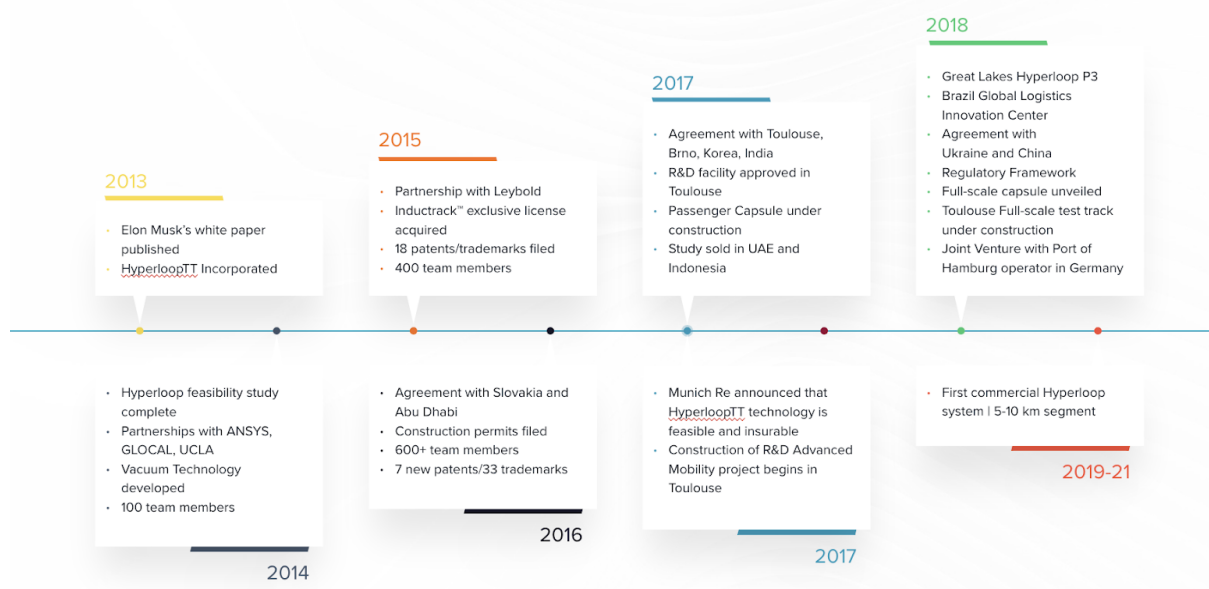 2013
Elon Musk's white paper
published
HyperloopTT Incorporated
Hyperloop feasibility study
complete
Partnerships with ANSYS,
GLOCAL, UCLA
Vacuum Technology
developed
100 team members
2014
2015
Partnership with Leybold
Inductrack™ exclusive license
acquired
18 patents/trademarks filed
400 team members
Agreement with Slovakia and
Abu Dhabi
Construction permits filed
600+ team members
7 new patents/33 trademarks
2016
2017
Agreement with Toulouse,
Brno, Korea, India
R&D facility approved in
Toulouse
Passenger Capsule under
construction
Study sold in UAE and
Indonesia
Munich Re announced that
HyperloopTT technology is
feasible and insurable
Construction of R&D Advanced
Mobility project begins in
Toulouse
2017
2018
Great Lakes Hyperloop P3
Brazil Global Logistics
Innovation Center
Agreement with
Ukraine and China
Regulatory Framework
Full-scale capsule unveiled
Toulouse Full-scale test track
under construction
Joint Venture with Port of
Hamburg operator in Germany
First commercial Hyperloop
system | 5-10 km segment
2019-21